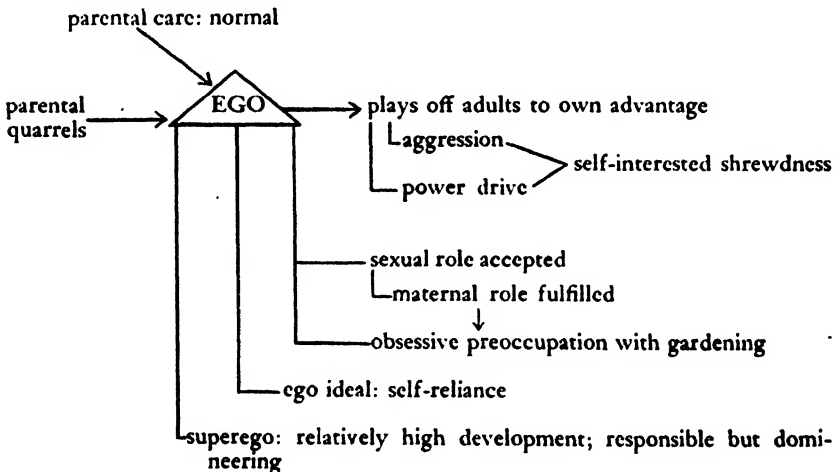 parental care: normal
EGO
parental
quarrels
plays off adults to own advantage
aggression
self-interested shrewdness
power drive
sexual role accepted
maternal role fulfilled
obsessive preoccupation with gardening
ego ideal: self-reliance
superego: relatively high development; responsible but domi-
neering